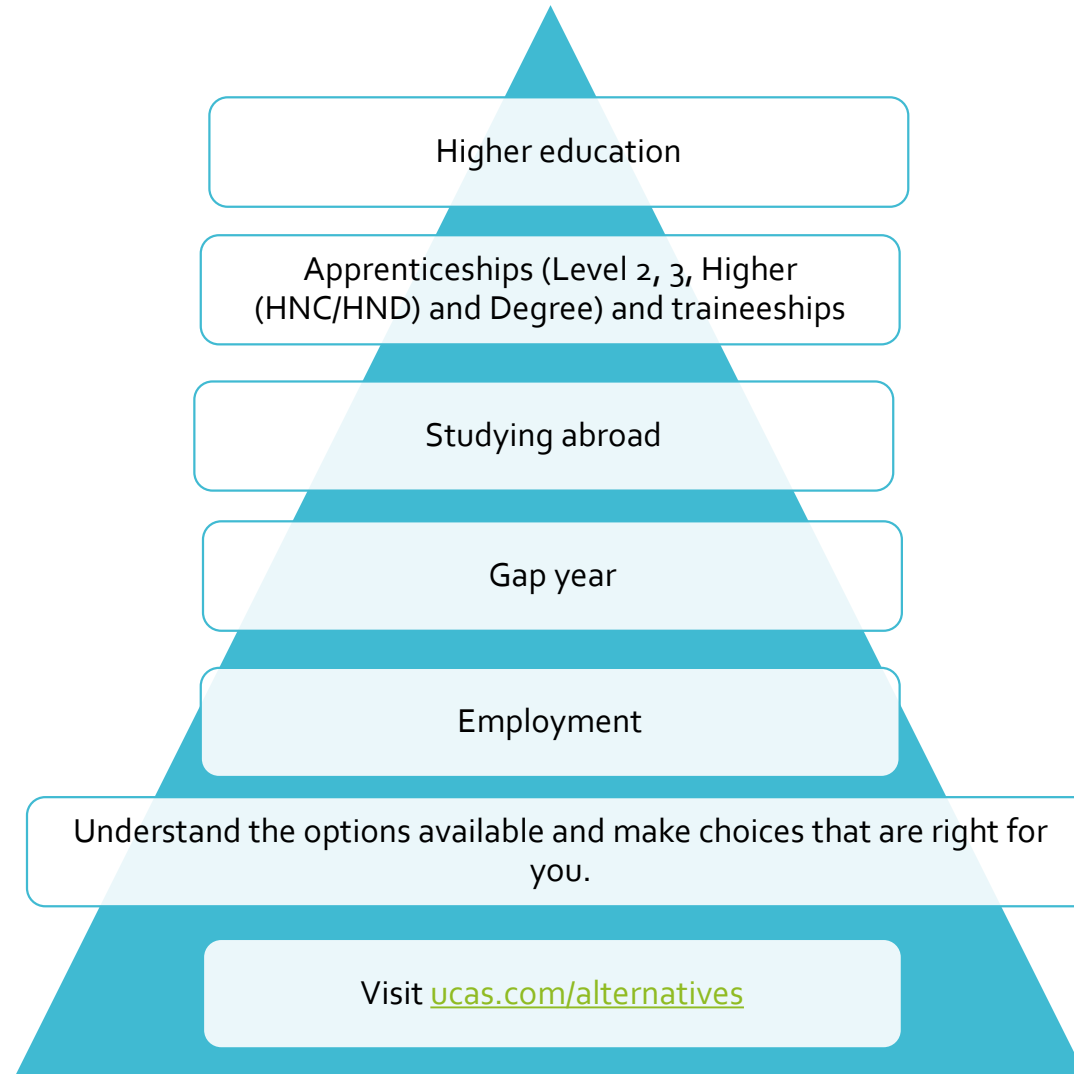 Higher education
Apprenticeships (Level 2, 3, Higher
(HNC/HND) and Degree) and traineeships
Studying abroad
Gap year
Employment
Understand the options available and make choices that are right for
you.
Visit ucas.com/alternatives